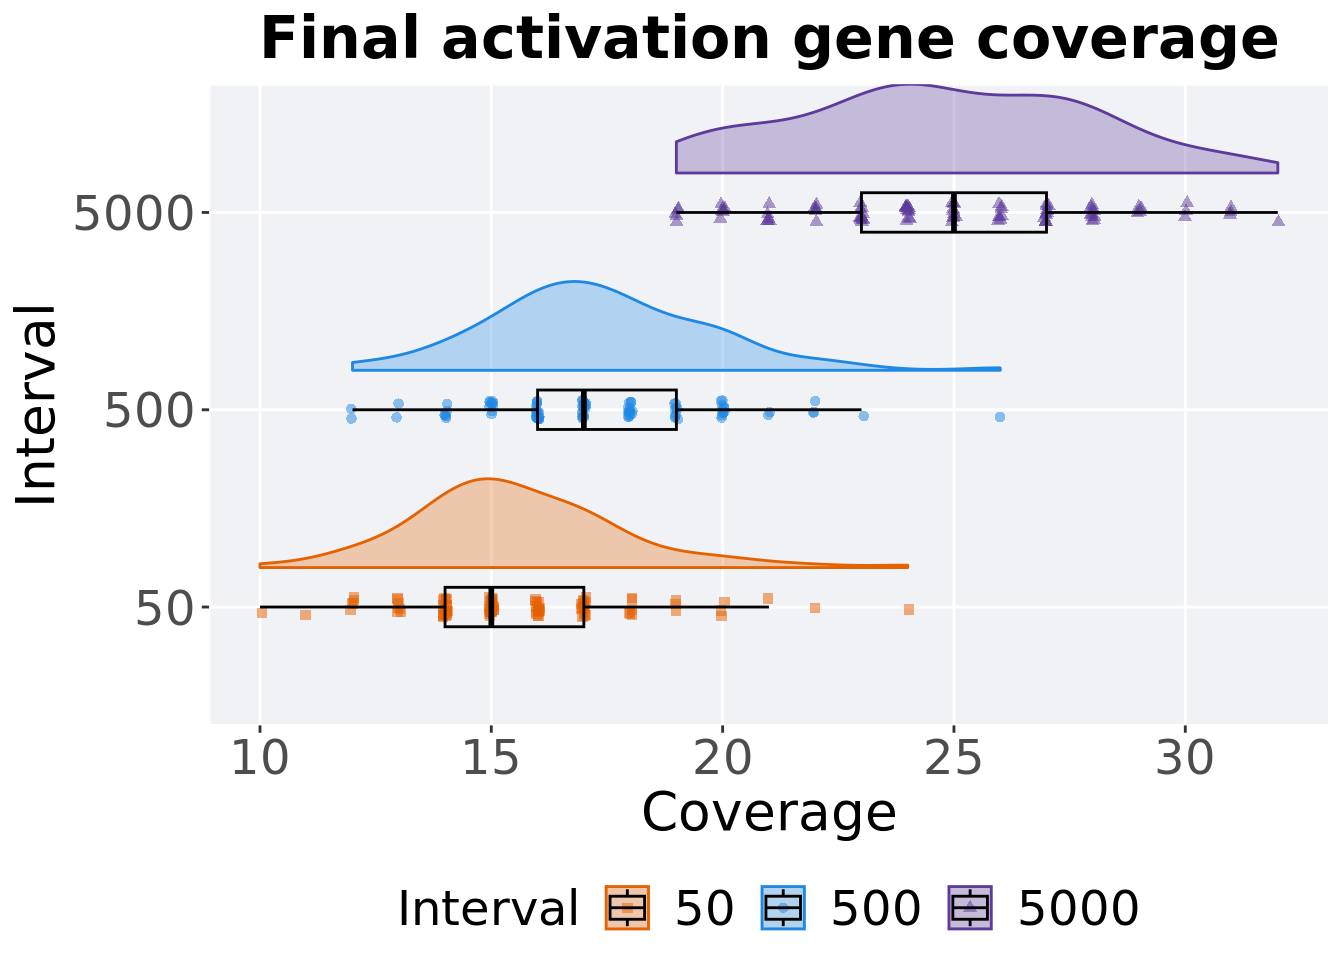 Final activation gene coverage
Interval
5000
500
50
10 15 20 25 30
Coverage
Interval 50 500 5000